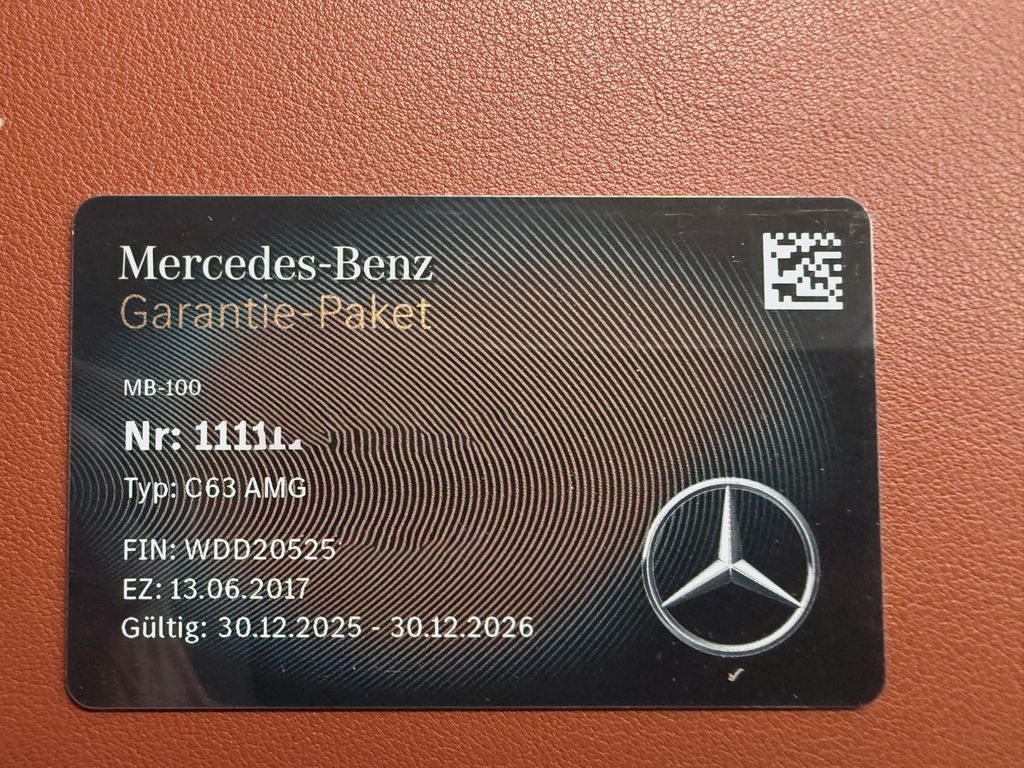 Mercedes-Benz
Garantie-Paket
MB-100
Nr:
Typ: C63 AMG
FIN: WDD20525
EZ: 13.06.2017
Gültig: 30.12.2025 - 30.12.2026